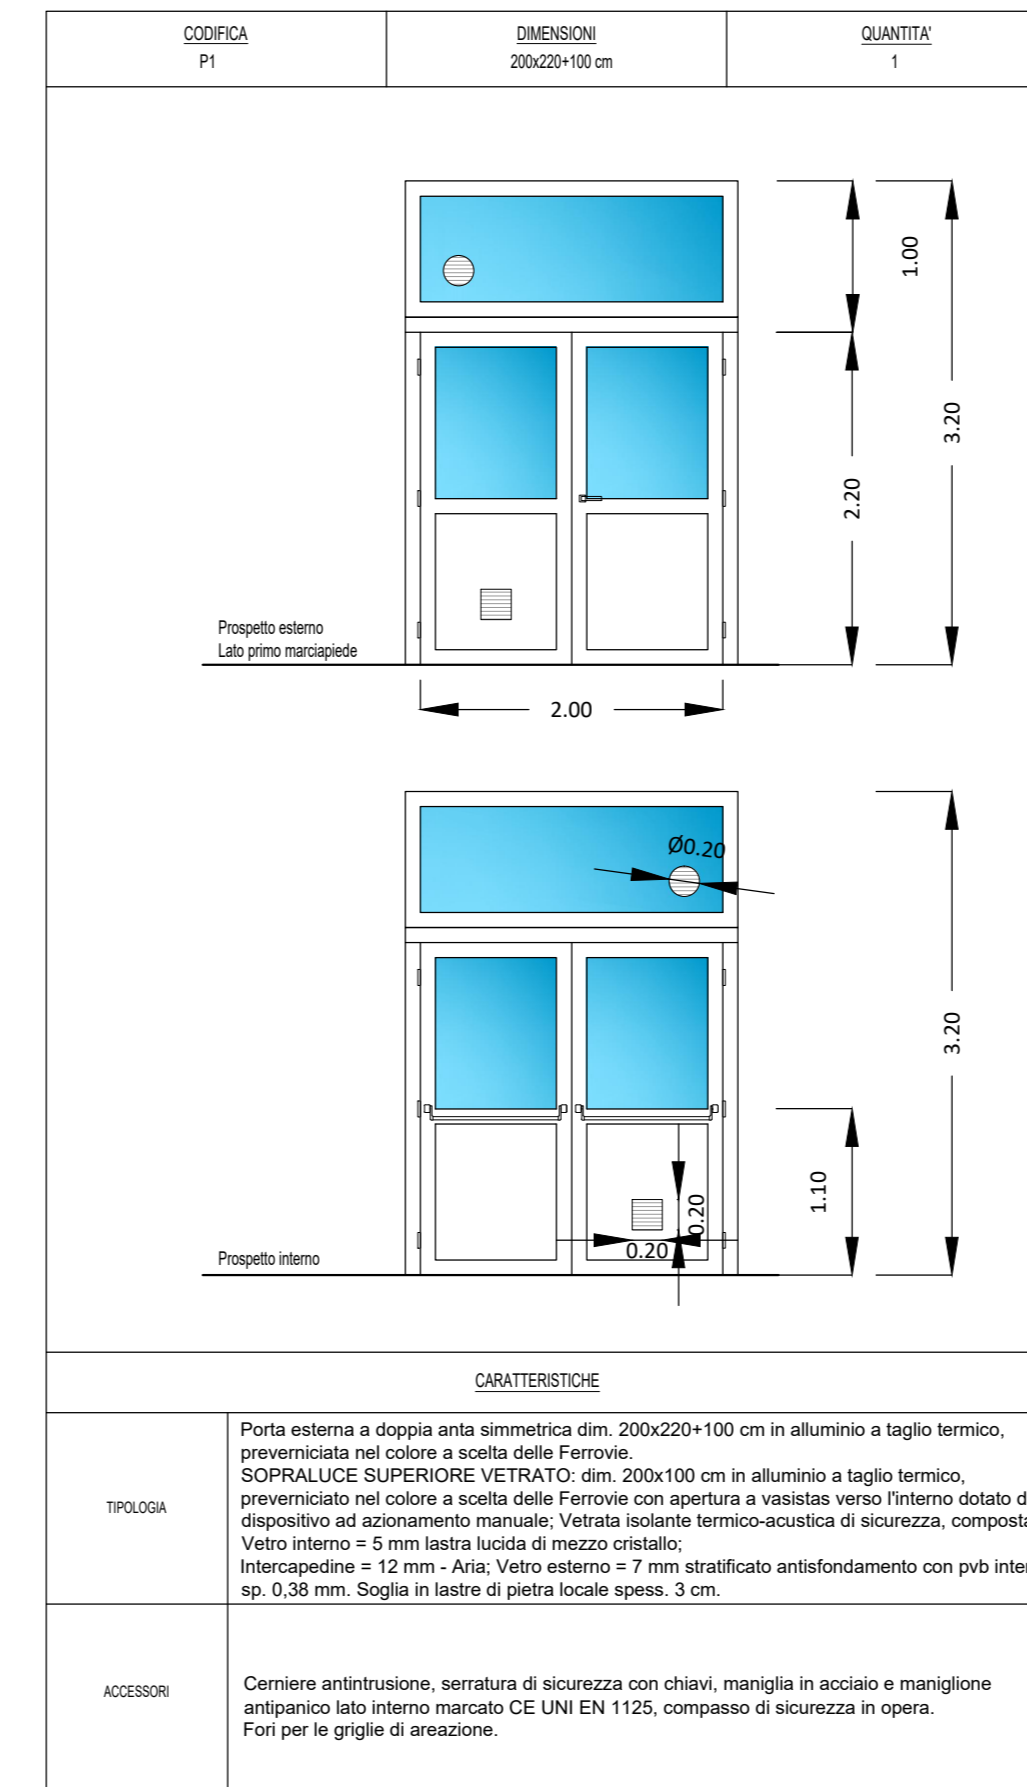 CODIFICA
P1
DIMENSIONI
200x220+100 cm
QUANTITA'
1
1.00
3.20
2.20
Prospetto esterno
Lato primo marciapiede
2.00
Ø0.20
3.20
1.10
0.20
0.20
Prospetto interno
CARATTERISTICHE
TIPOLOGIA
Porta esterna a doppia anta simmetrica dim. 200x220+100 cm in alluminio a taglio termico,
preverniciata nel colore a scelta delle Ferrovie.
SOPRALUCE SUPERIORE VETRATO: dim. 200x100 cm in alluminio a taglio termico,
preverniciato nel colore a scelta delle Ferrovie con apertura a vasistas verso l'interno dotato d
dispositivo ad azionamento manuale; Vetrata isolante termico-acustica di sicurezza, composta
Vetro interno = 5 mm lastra lucida di mezzo cristallo;
Intercapedine = 12 mm - Aria; Vetro esterno = 7 mm stratificato antisfondamento con pvb inter
sp. 0,38 mm. Soglia in lastre di pietra locale spess. 3 cm.
ACCESSORI
Cerniere antintrusione, serratura di sicurezza con chiavi, maniglia in acciaio e maniglione
antipanico lato interno marcato CE UNI EN 1125, compasso di sicurezza in opera.
Fori per le griglie di areazione.